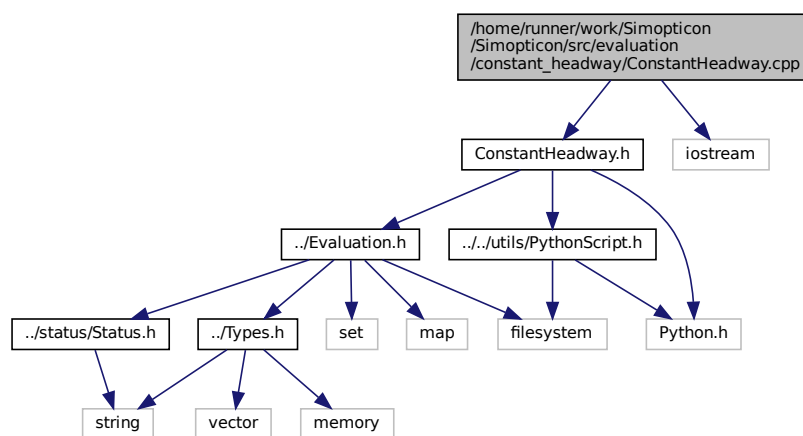 /home/runner/work/Simopticon
/Simopticon/src/evaluation
/constant_headway/ConstantHeadway.cpp
ConstantHeadway.h
iostream
../Evaluation.h
../../utils/PythonScript.h
../status/Status.h
../Types.h
set
map
filesystem
Python.h
string
vector
memory